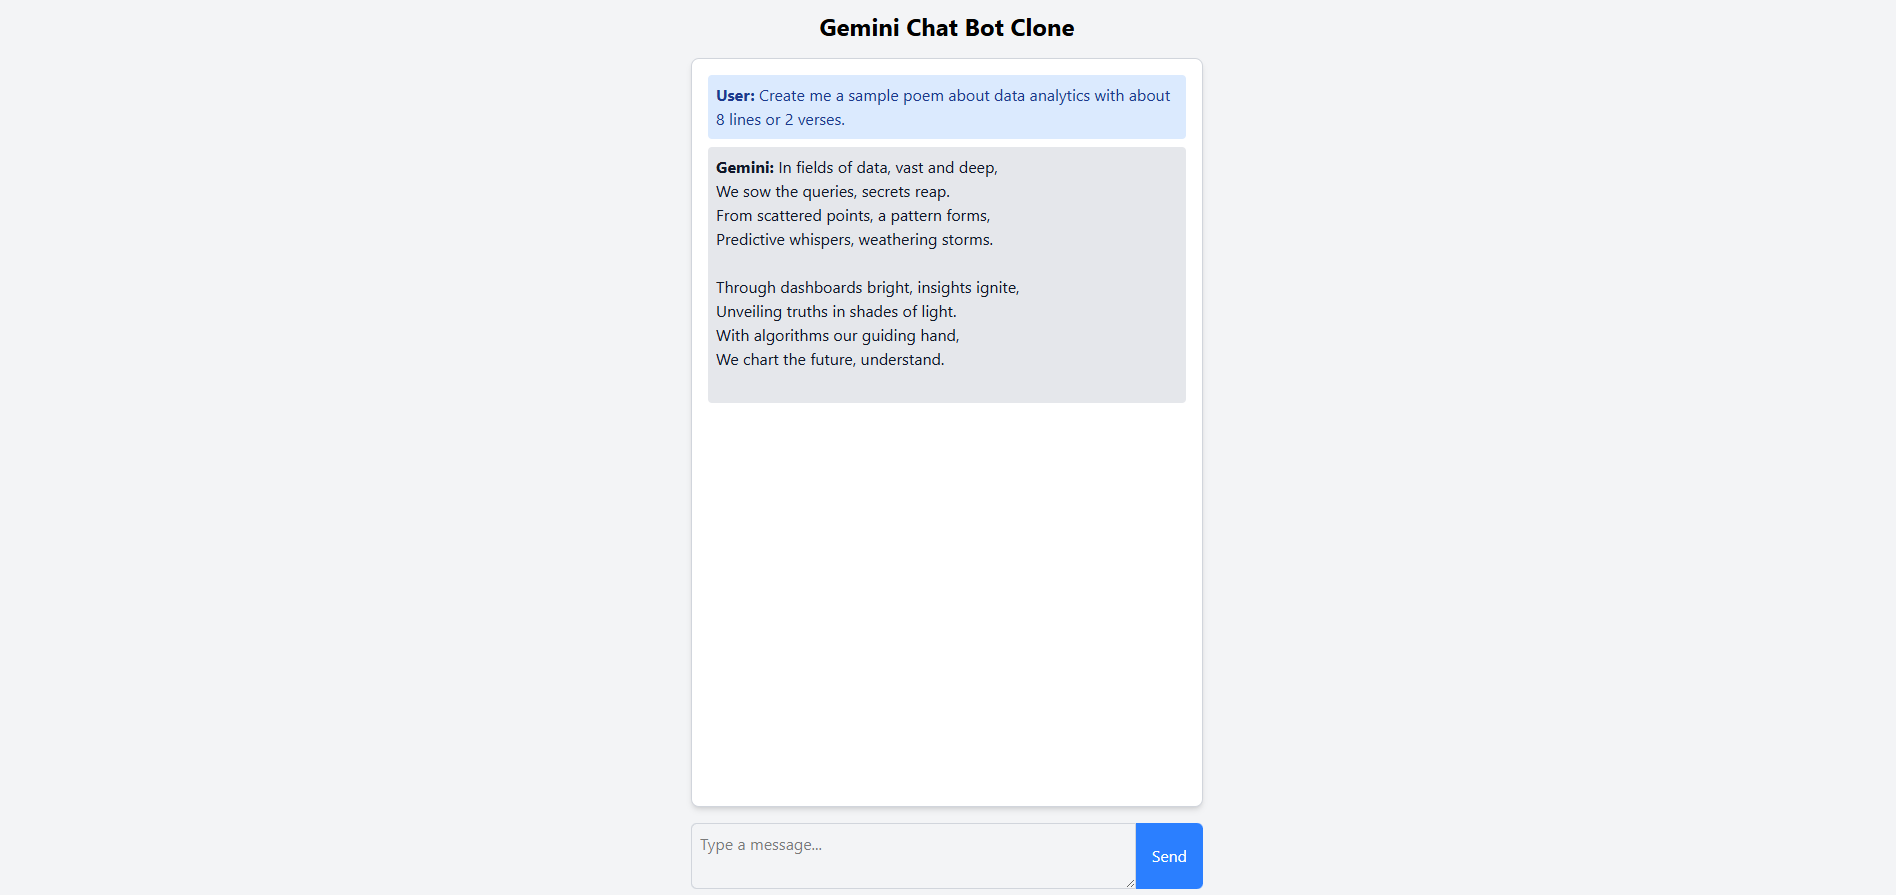 Gemini Chat Bot Clone
User: Create me a sample poem about data analytics with about
8 lines or 2 verses.
Gemini: In fields of data, vast and deep,
We sow the queries, secrets reap.
From scattered points, a pattern forms,
Predictive whispers, weathering storms.
Through dashboards bright, insights ignite,
Unveiling truths in shades of light.
With algorithms our guiding hand,
We chart the future, understand.
Type a message...
Send